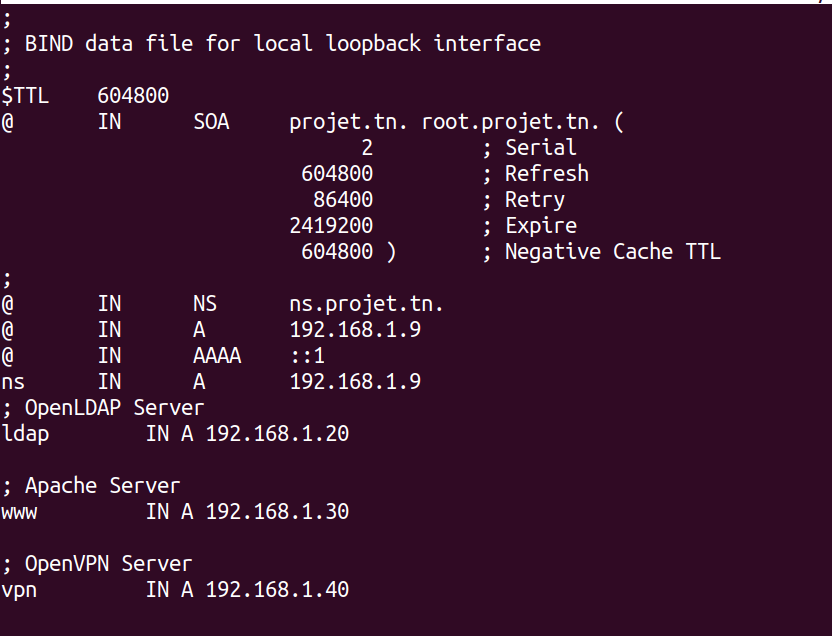 ;
; BIND data file for local loopback interface
;
$TTL    604800
@       IN      SOA     projet.tn. root.projet.tn. (
                              2         ; Serial
                         604800         ; Refresh
                          86400         ; Retry
                        2419200         ; Expire
                         604800 )       ; Negative Cache TTL
;
@       IN      NS      ns.projet.tn.
@       IN      A       192.168.1.9
@       IN      AAAA    ::1
ns      IN      A       192.168.1.9
; OpenLDAP Server
ldap        IN A 192.168.1.20

; Apache Server
www         IN A 192.168.1.30

; OpenVPN Server
vpn         IN A 192.168.1.40